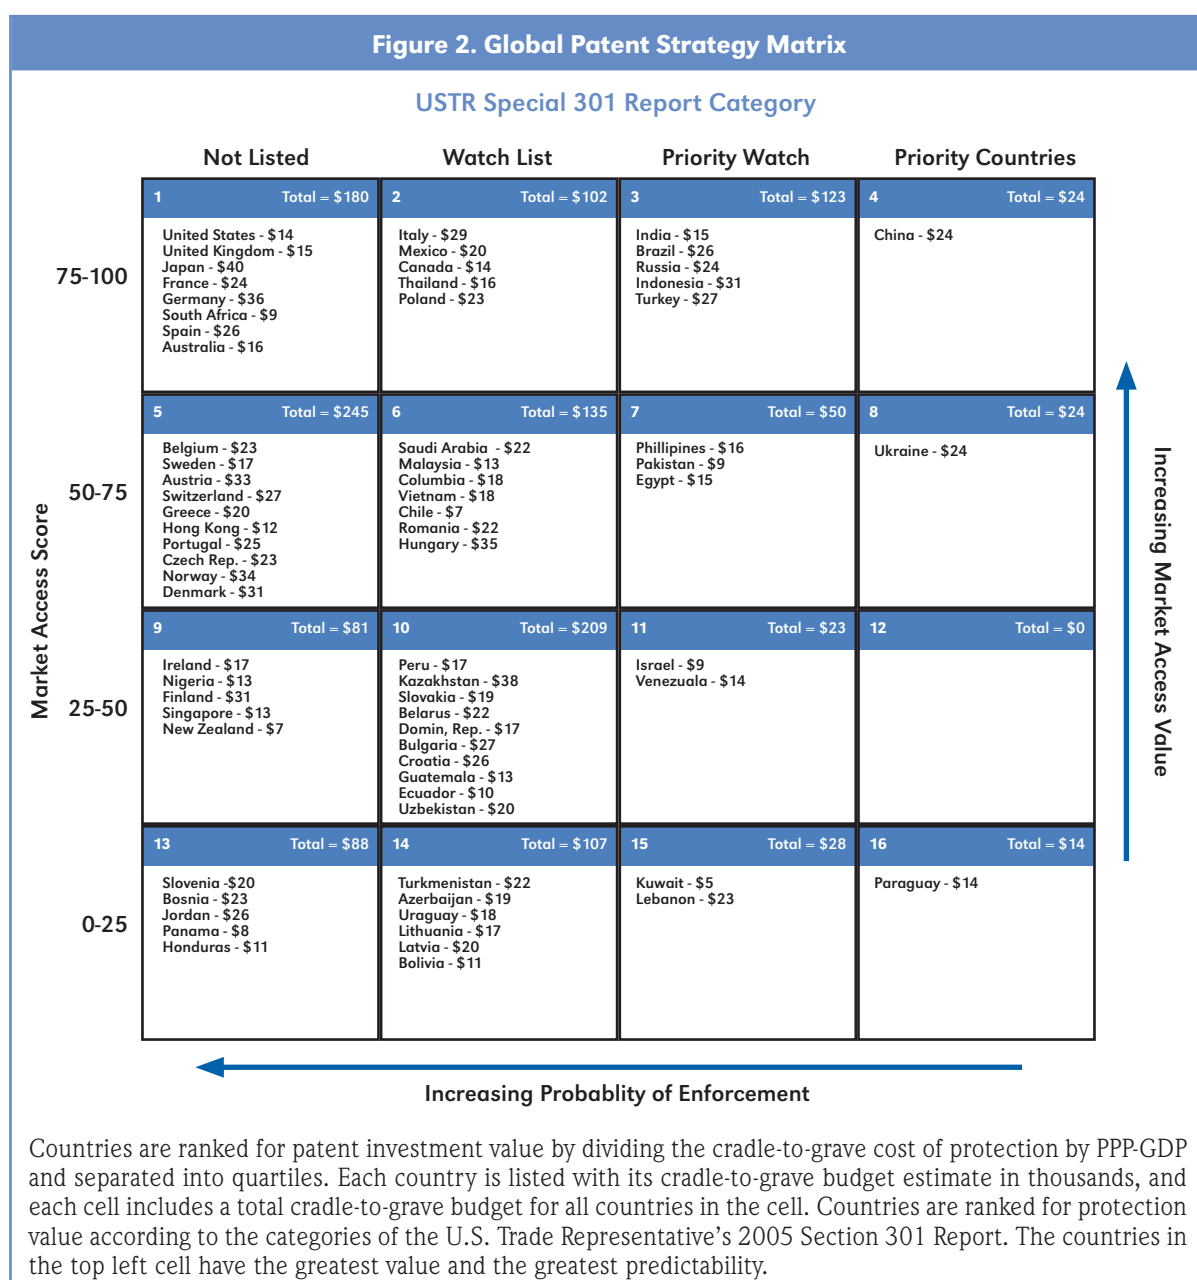 Figure 2. Global Patent Strategy Matrix
USTR Special 301 Report Category
Not Listed
Watch List
Priority Watch
Priority Countries
Market Access Score
75-100
1 Total = $180
United States - $14
United Kingdom - $15
Japan - $40
France - $24
Germany - $36
South Africa - $9
Spain - $26
Australia - $16
2 Total = $102
Italy - $29
Mexico - $20
Canada - $14
Thailand - $16
Poland - $23
3 Total = $123
India - $15
Brazil - $26
Russia - $24
Indonesia - $31
Turkey - $27
4 Total = $24
China - $24
50-75
5 Total = $245
Belgium - $23
Sweden - $17
Austria - $33
Switzerland - $27
Greece - $20
Hong Kong - $12
Portugal - $25
Czech Rep. - $23
Norway - $34
Denmark - $31
6 Total = $135
Saudi Arabia - $22
Malaysia - $13
Columbia - $18
Vietnam - $18
Chile - $7
Romania - $22
Hungary - $35
7 Total = $50
Phillipines - $16
Pakistan - $9
Egypt - $15
8 Total = $24
Ukraine - $24
25-50
9 Total = $81
Ireland - $17
Nigeria - $13
Finland - $31
Singapore - $13
New Zealand - $7
10 Total = $209
Peru - $17
Kazakhstan - $38
Slovakia - $19
Belarus - $22
Domin, Rep. - $17
Bulgaria - $27
Croatia - $26
Guatemala - $13
Ecuador - $10
Uzbekistan - $20
11 Total = $23
Israel - $9
Venezuala - $14
12 Total = $0
0-25
13 Total = $88
Slovenia -$20
Bosnia - $23
Jordan - $26
Panama - $8
Honduras - $11
14 Total = $107
Turkmenistan - $22
Azerbaijan - $19
Uraguay - $18
Lithuania - $17
Latvia - $20
Bolivia - $11
15 Total = $28
Kuwait - $5
Lebanon - $23
16 Total = $14
Paraguay - $14
Increasing Market Access Value
Increasing Probablity of Enforcement
Countries are ranked for patent investment value by dividing the cradle-to-grave cost of protection by PPP-GDP
and separated into quartiles. Each country is listed with its cradle-to-grave budget estimate in thousands, and
each cell includes a total cradle-to-grave budget for all countries in the cell. Countries are ranked for protection
value according to the categories of the U.S. Trade Representative's 2005 Section 301 Report. The countries in
the top left cell have the greatest value and the greatest predictability.